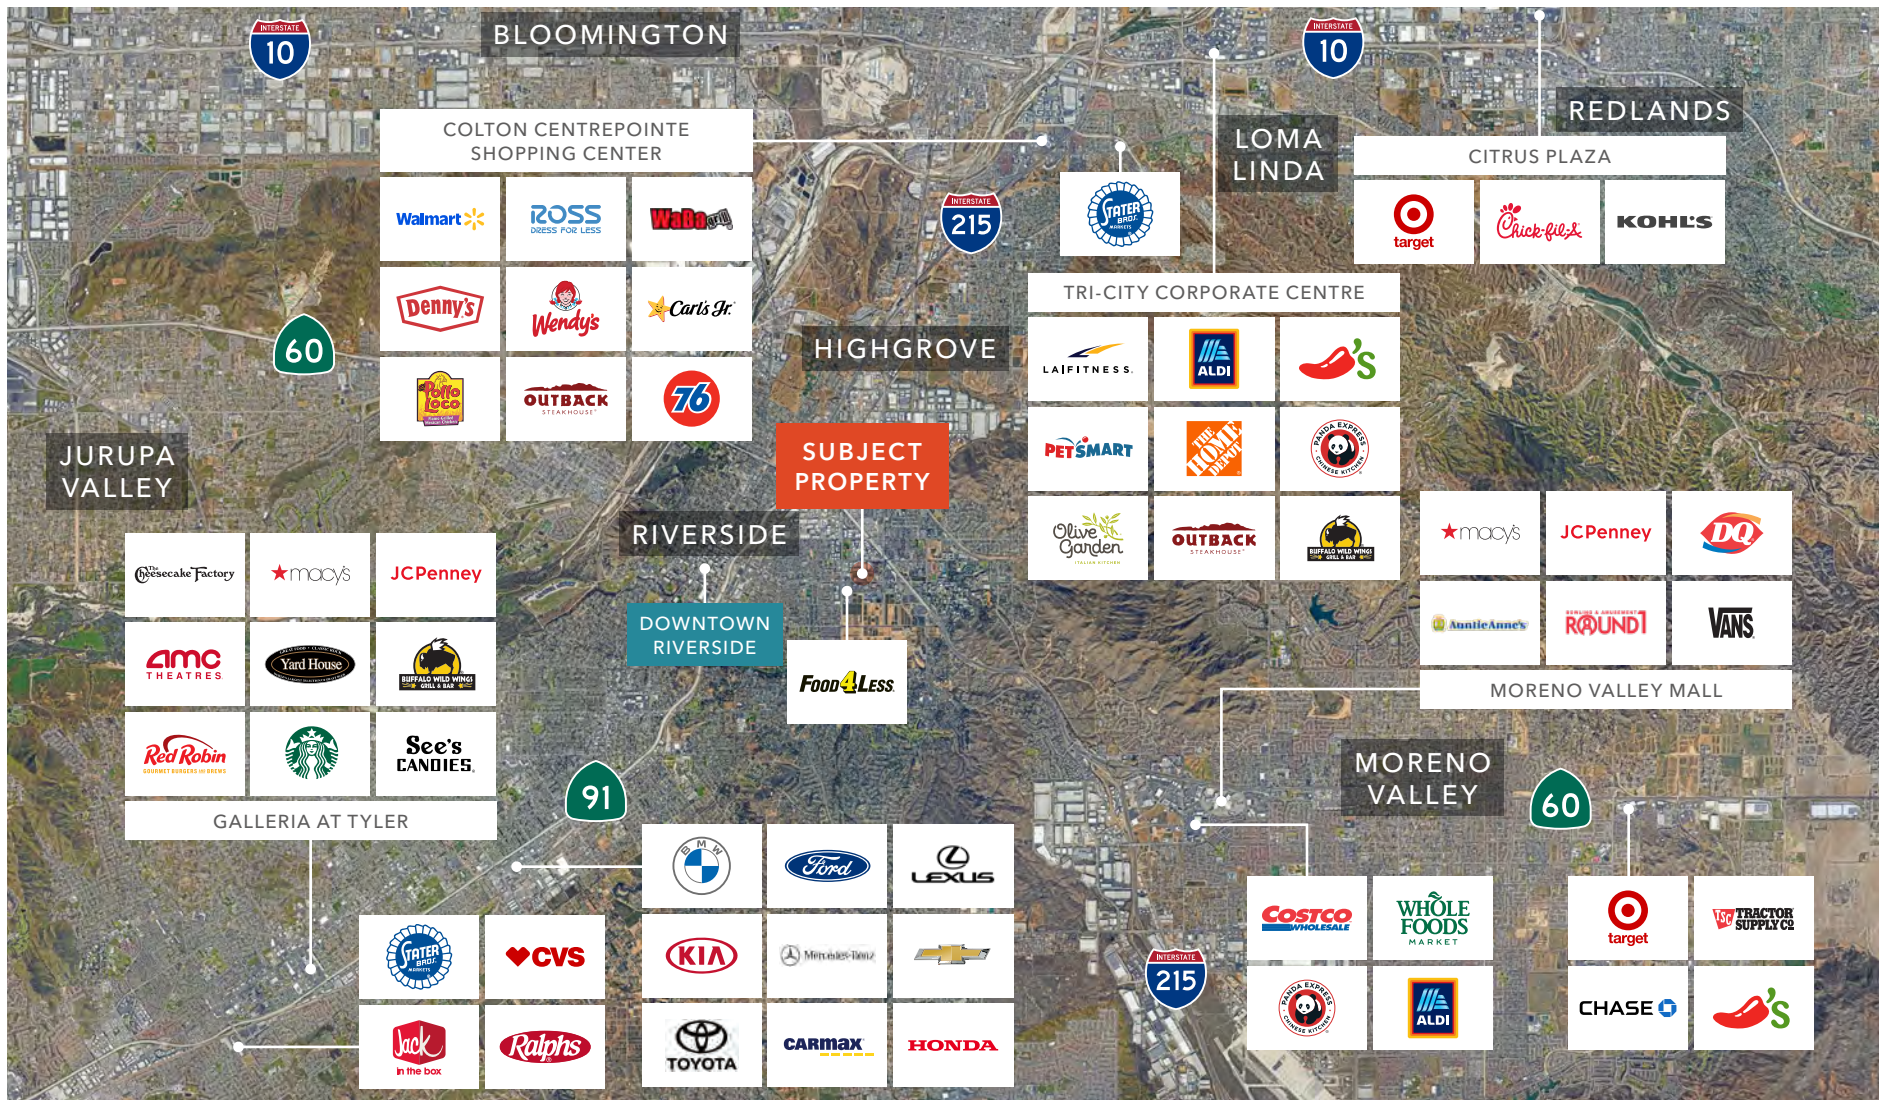 INTERSTATE
10
BLOOMINGTON
INTERSTATE
10
REDLANDS
LOMA
LINDA
COLTON CENTREPOINTE
SHOPPING CENTER
Walmart
ROSS
DRESS FOR LESS
WaBa grill
Denny's
Wendy's
Carl's Jr.
Pollo
Loco
OUTBACK
STEAKHOUSE
76
INTERSTATE
215
STATER
BROS.
MARKETS
CITRUS PLAZA
target
Chick-fil-A
KOHL'S
60
HIGHGROVE
TRI-CITY CORPORATE CENTRE
LA|FITNESS.
ALDI
'S
PETSMART
THE
HOME
DEPOT
PANDA EXPRESS
CHINESE KITCHEN
Olive
Garden
ITALIAN KITCHEN
OUTBACK
STEAKHOUSE
BUFFALO WILD WINGS
GRILL & BAR
JURUPA
VALLEY
SUBJECT
PROPERTY
RIVERSIDE
DOWNTOWN
RIVERSIDE
FOOD 4 LESS.
The
Cheesecake Factory
macy's
JCPenney
amc
THEATRES
Yard House
BUFFALO WILD WINGS
GRILL & BAR
Red Robin
GOURMET BURGERS AND BREWS
See's
CANDIES
GALLERIA AT TYLER
macy's
JCPenney
DQ
Auntie Anne's
BOWLING & AMUSEMENT
ROUND1
VANS
MORENO VALLEY MALL
MORENO
VALLEY
60
91
BMW
Ford
LEXUS
KIA
Mercedes-Benz
TOYOTA
CARMAX
HONDA
STATER
BROS.
MARKETS
CVS
Jack
in the box
Ralphs
INTERSTATE
215
COSTCO
WHOLESALE
WHOLE
FOODS
MARKET
PANDA EXPRESS
CHINESE KITCHEN
ALDI
target
TSC TRACTOR
SUPPLY CO
CHASE
'S